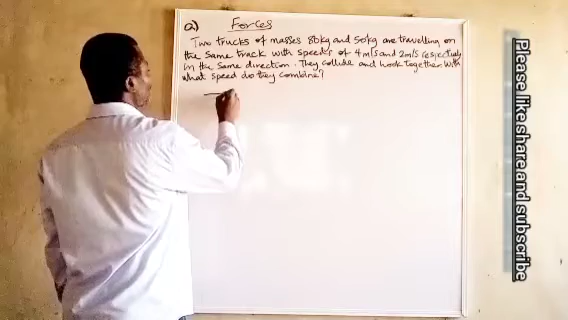 a) Forces
Two trucks of masses 80kg and 50kg are travelling on
the same track with speeds of 4m/s and 2m/s respectively
in the same direction. They collide and hook together with
what speed do they combine?
Please like share and subscribe